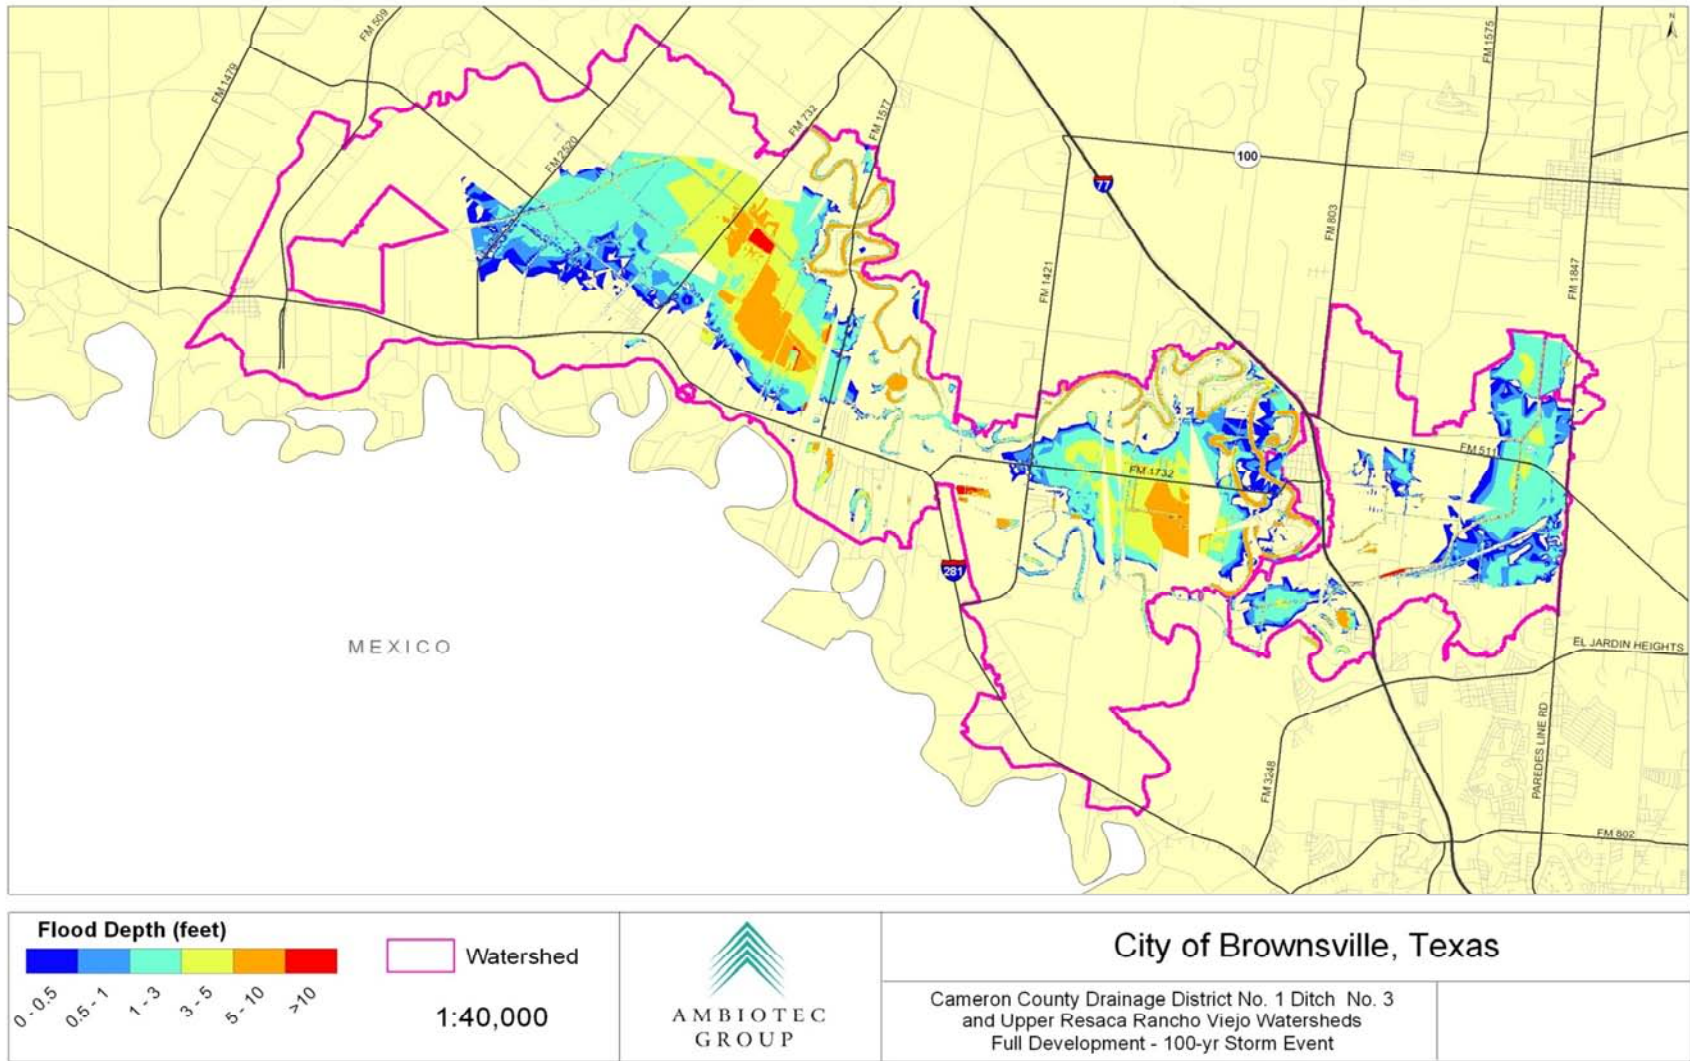 N
FM 509
FM 1479
FM 2520
FM 732
FM 1577
100
77
FM 1575
FM 803
FM 1421
FM 1847
FM 511
FM 1732
281
MEXICO
EL JARDIN HEIGHTS
PAREDES LINE RD
FM 3248
FM 802
Flood Depth (feet)
0 - 0.5
0.5 - 1
1 - 3
3 - 5
5 - 10
>10
Watershed
1:40,000
AMBIOTEC
GROUP
City of Brownsville, Texas
Cameron County Drainage District No. 1 Ditch No. 3
and Upper Resaca Rancho Viejo Watersheds
Full Development - 100-yr Storm Event